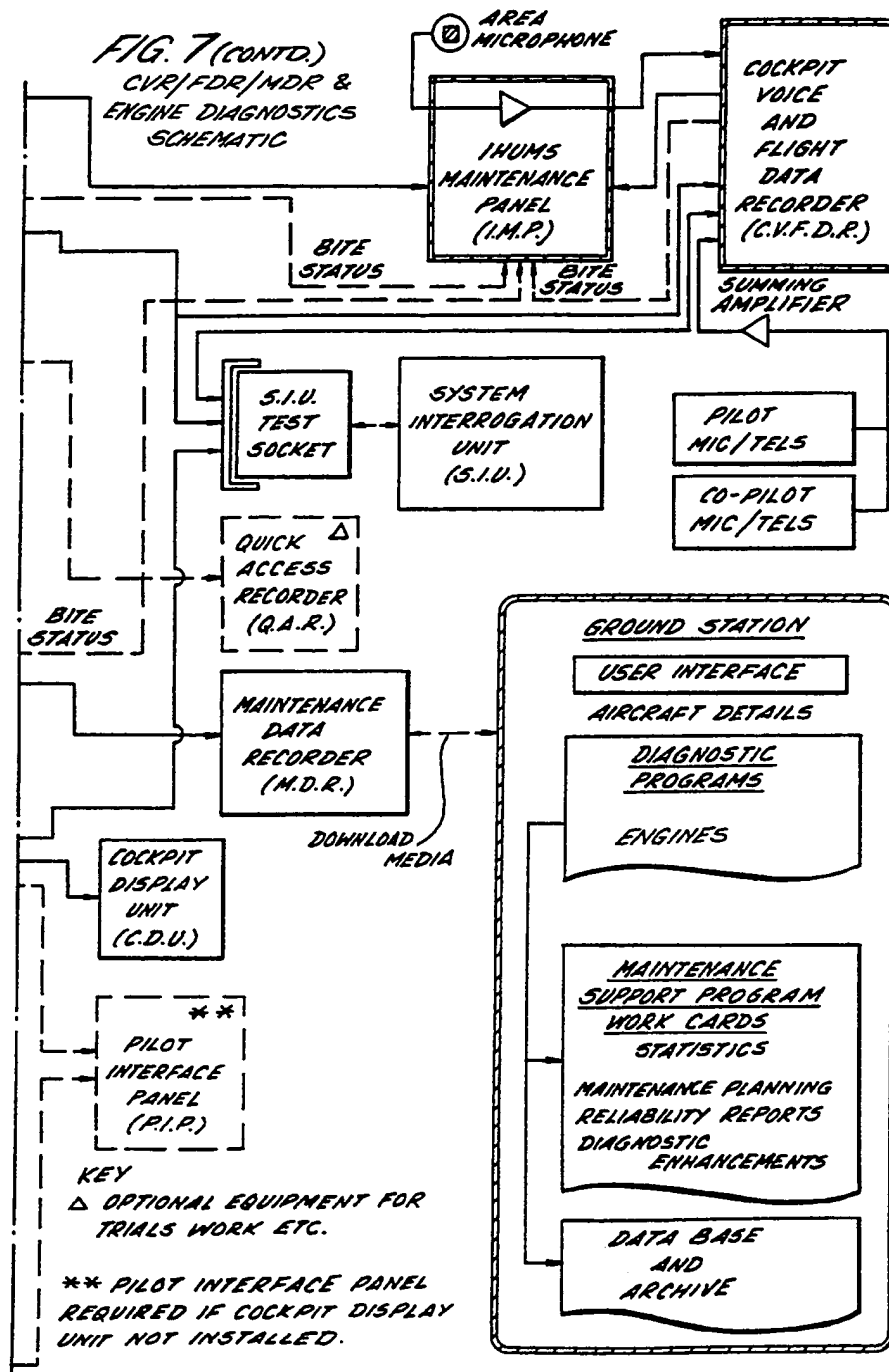 FIG. 7 (CONTD.)
CVR/FDR/MDR &
ENGINE DIAGNOSTICS
SCHEMATIC
AREA
MICROPHONE
IHUMS
MAINTENANCE
PANEL
(I.M.P.)
COCKPIT
VOICE
AND
FLIGHT
DATA
RECORDER
(C.V.F.D.R.)
BITE
STATUS
BITE
STATUS
SUMMING
AMPLIFIER
S.I.U.
TEST
SOCKET
SYSTEM
INTERROGATION
UNIT
(S.I.U.)
PILOT
MIC/TELS
CO-PILOT
MIC/TELS
QUICK △
ACCESS
RECORDER
(Q.A.R.)
BITE
STATUS
MAINTENANCE
DATA
RECORDER
(M.D.R.)
DOWNLOAD
MEDIA
GROUND STATION
USER INTERFACE
AIRCRAFT DETAILS
DIAGNOSTIC
PROGRAMS
ENGINES
MAINTENANCE
SUPPORT PROGRAM
WORK CARDS
STATISTICS
MAINTENANCE PLANNING
RELIABILITY REPORTS
DIAGNOSTIC
ENHANCEMENTS
DATA BASE
AND
ARCHIVE
COCKPIT
DISPLAY
UNIT
(C.D.U.)
**
PILOT
INTERFACE
PANEL
(P.I.P.)
KEY
△ OPTIONAL EQUIPMENT FOR
TRIALS WORK ETC.
** PILOT INTERFACE PANEL
REQUIRED IF COCKPIT DISPLAY
UNIT NOT INSTALLED.